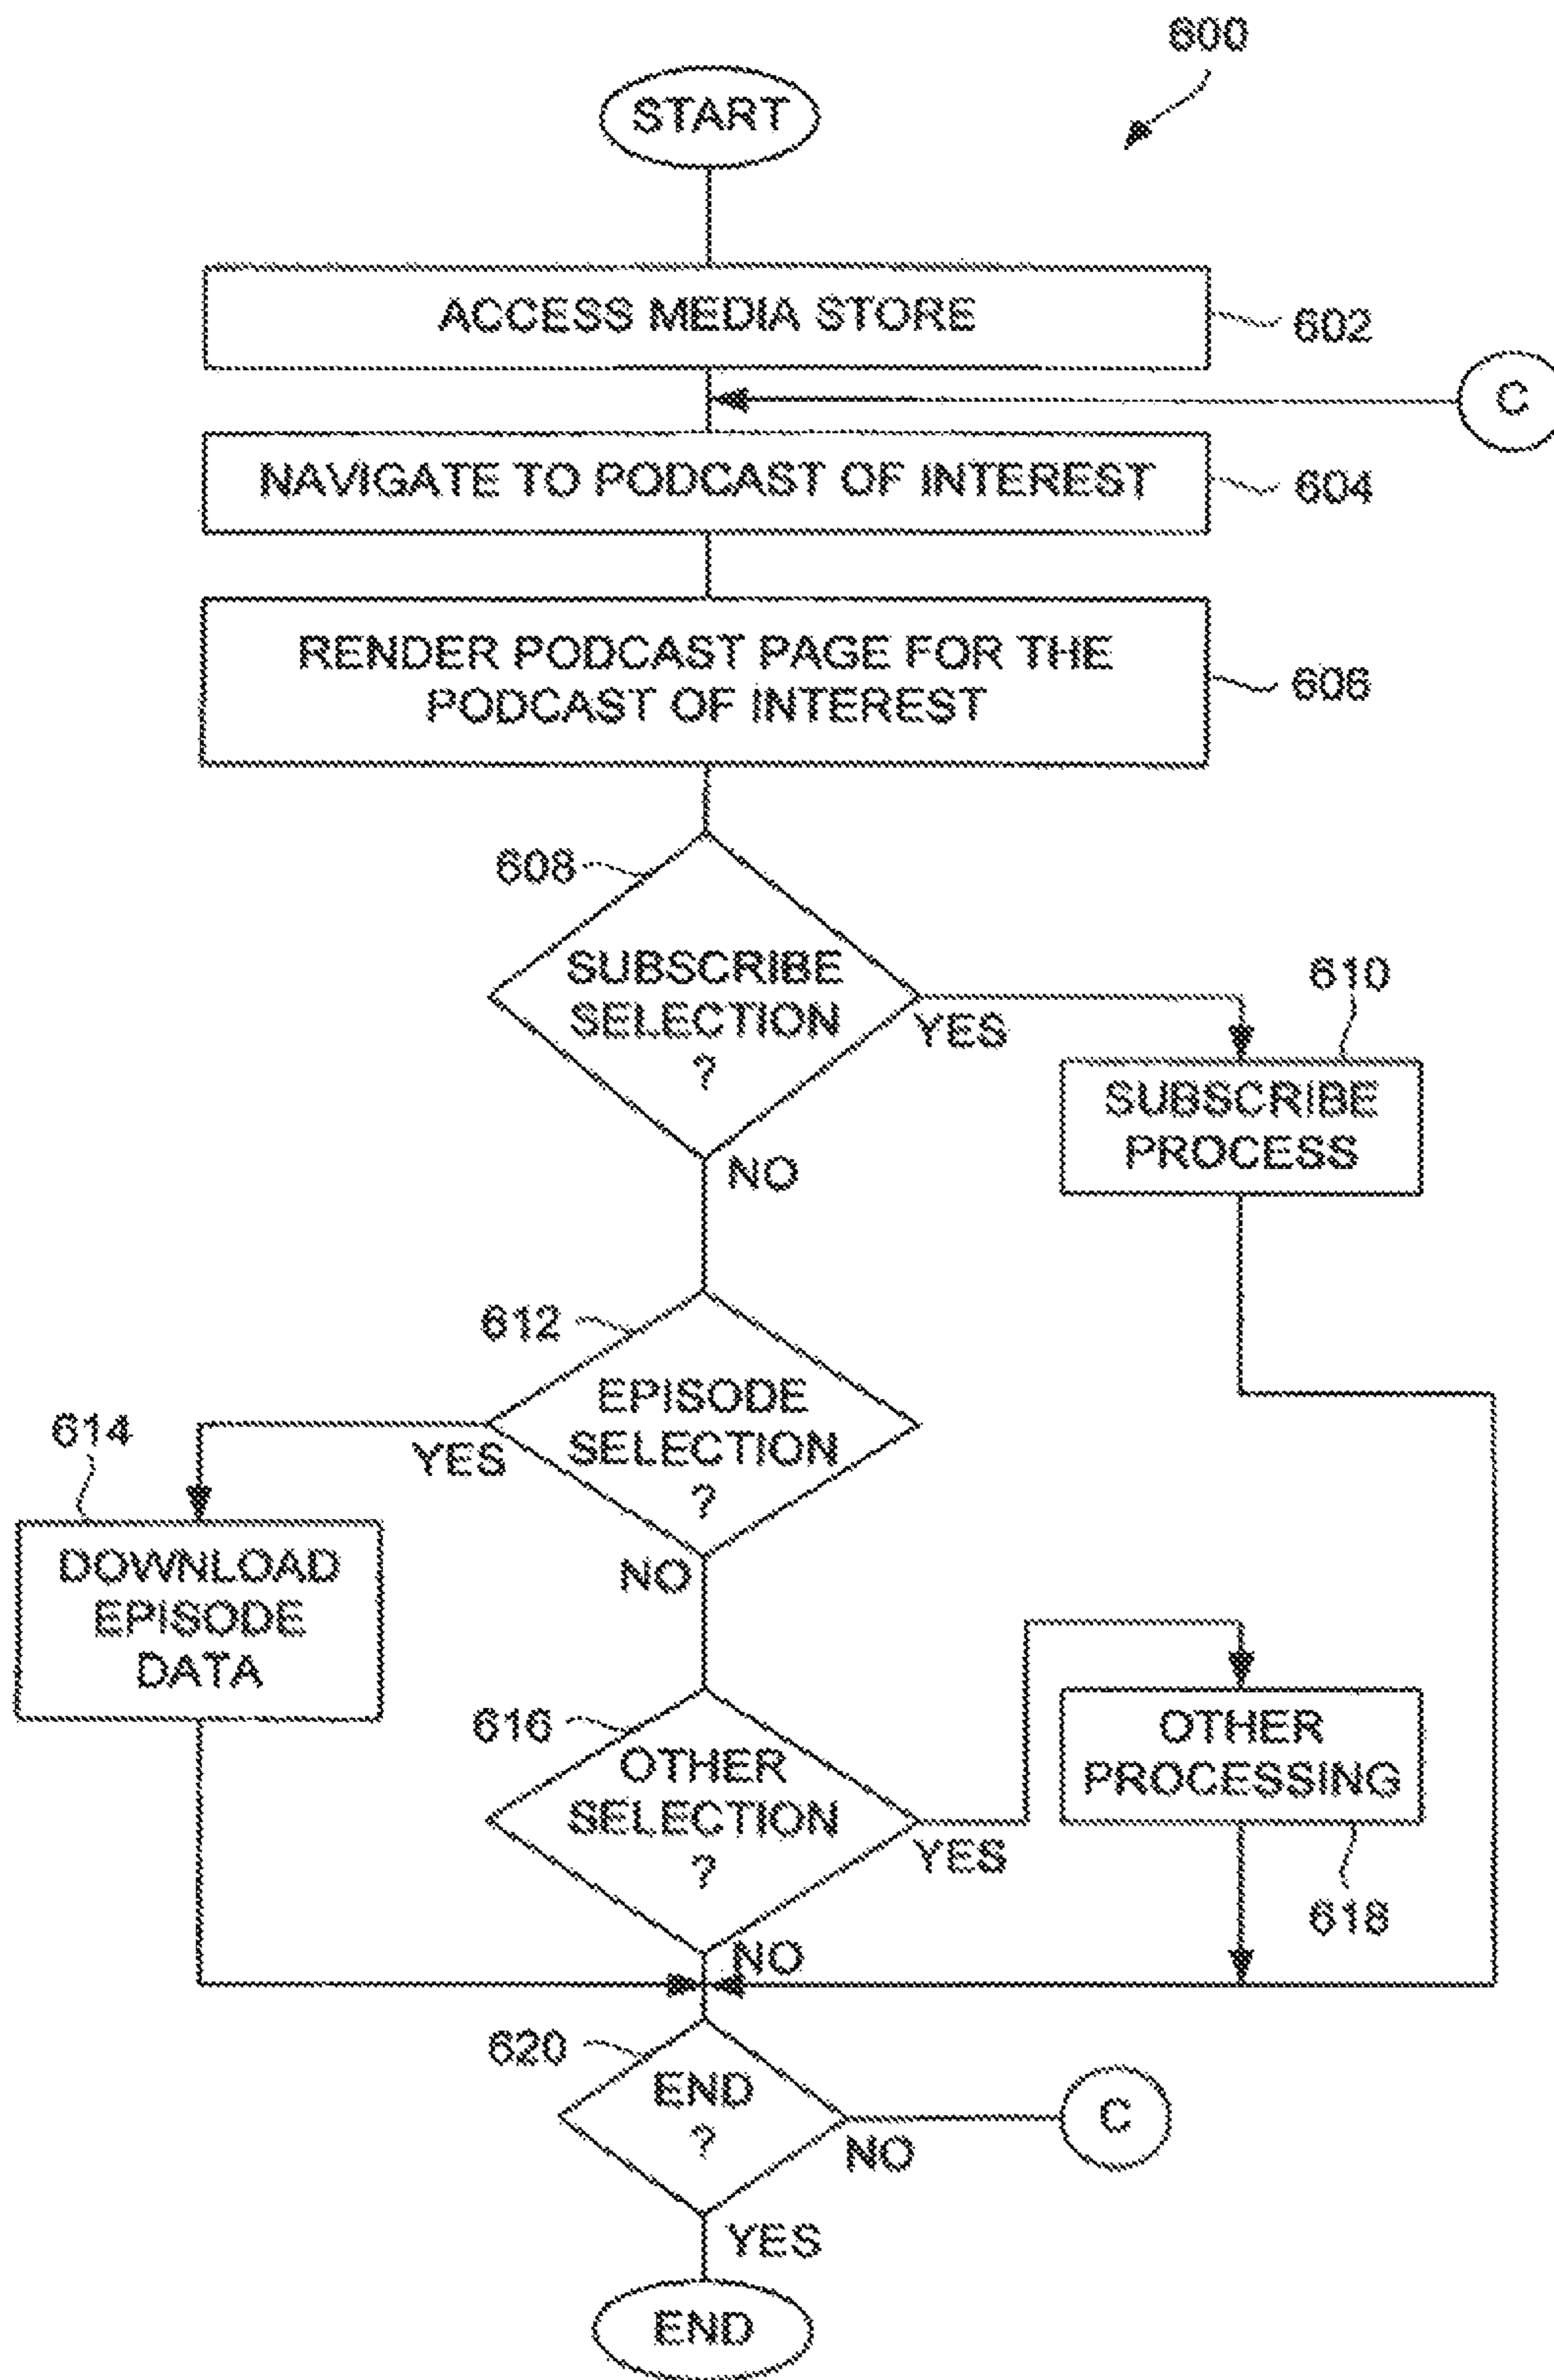 600
START
ACCESS MEDIA STORE
602
C
NAVIGATE TO PODCAST OF INTEREST
604
RENDER PODCAST PAGE FOR THE
PODCAST OF INTEREST
606
608
SUBSCRIBE
SELECTION
?
YES
610
SUBSCRIBE
PROCESS
NO
612
EPISODE
SELECTION
?
YES
614
DOWNLOAD
EPISODE
DATA
NO
616
OTHER
SELECTION
?
YES
OTHER
PROCESSING
618
NO
620
END
?
NO
C
YES
END